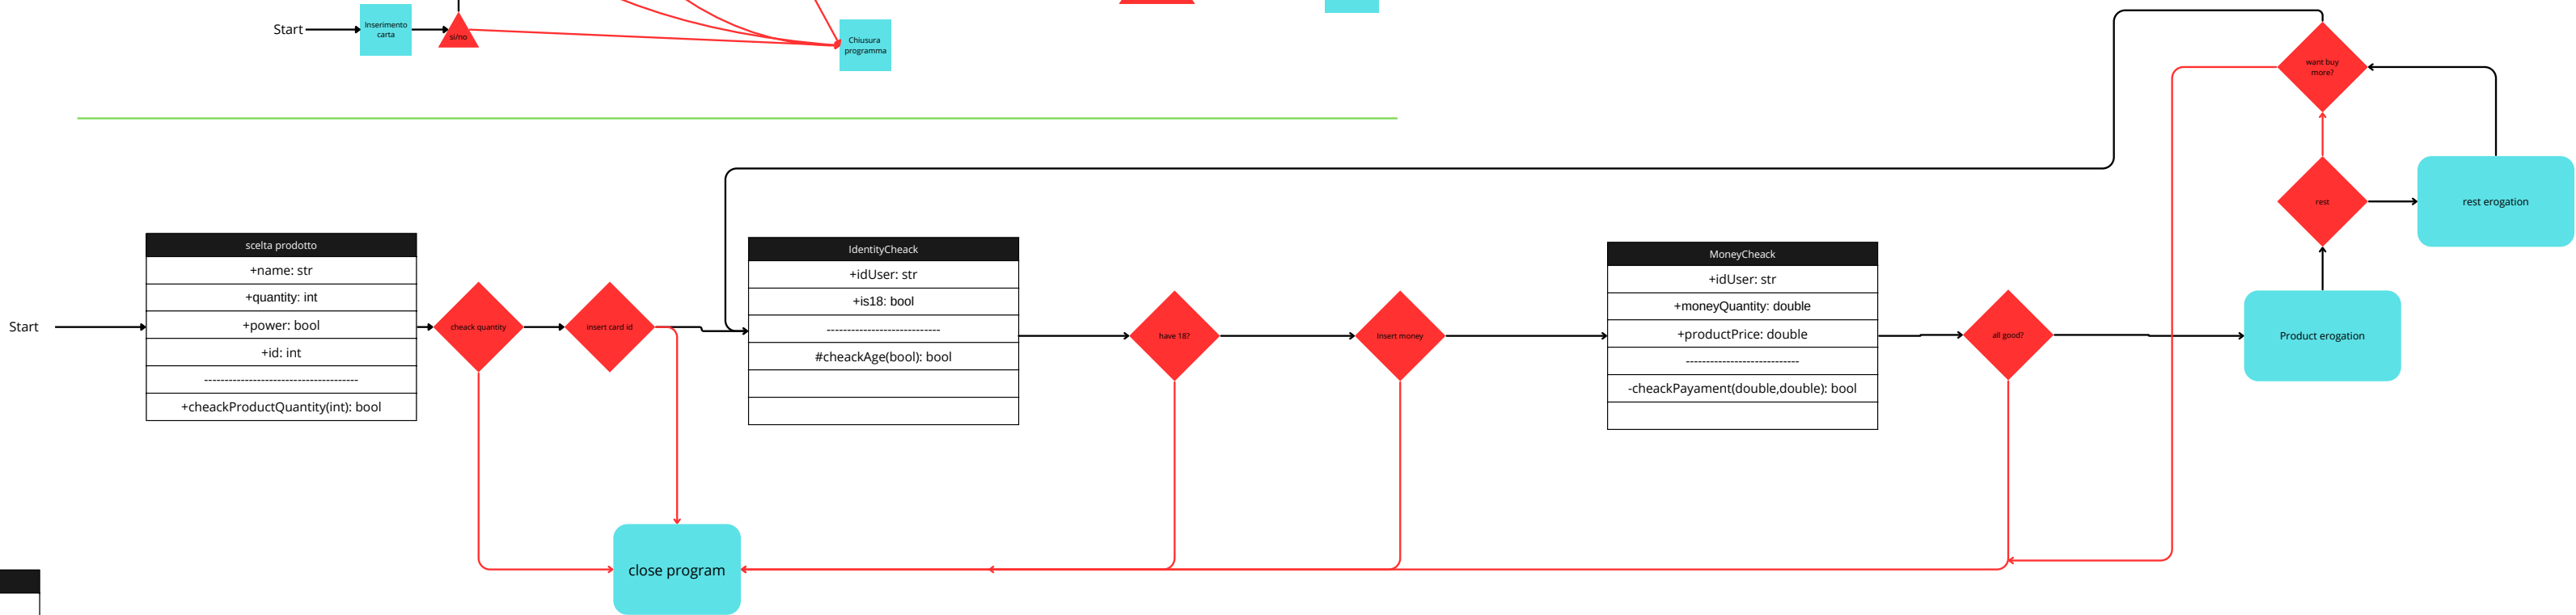 Start
Inserimento
carta
si/no
Chiusura
programma
want buy
more?
rest
rest erogation
Start
scelta prodotto
+name: str
+quantity: int
+power: bool
+id: int
--------------------------------------
+cheackProductQuantity(int): bool
cheack quantity
insert card id
IdentityCheack
+idUser: str
+is18: bool
----------------------------
#cheackAge(bool): bool
have 18?
Insert money
MoneyCheack
+idUser: str
+moneyQuantity: double
+productPrice: double
----------------------------
-cheackPayament(double,double): bool
all good?
Product erogation
close program